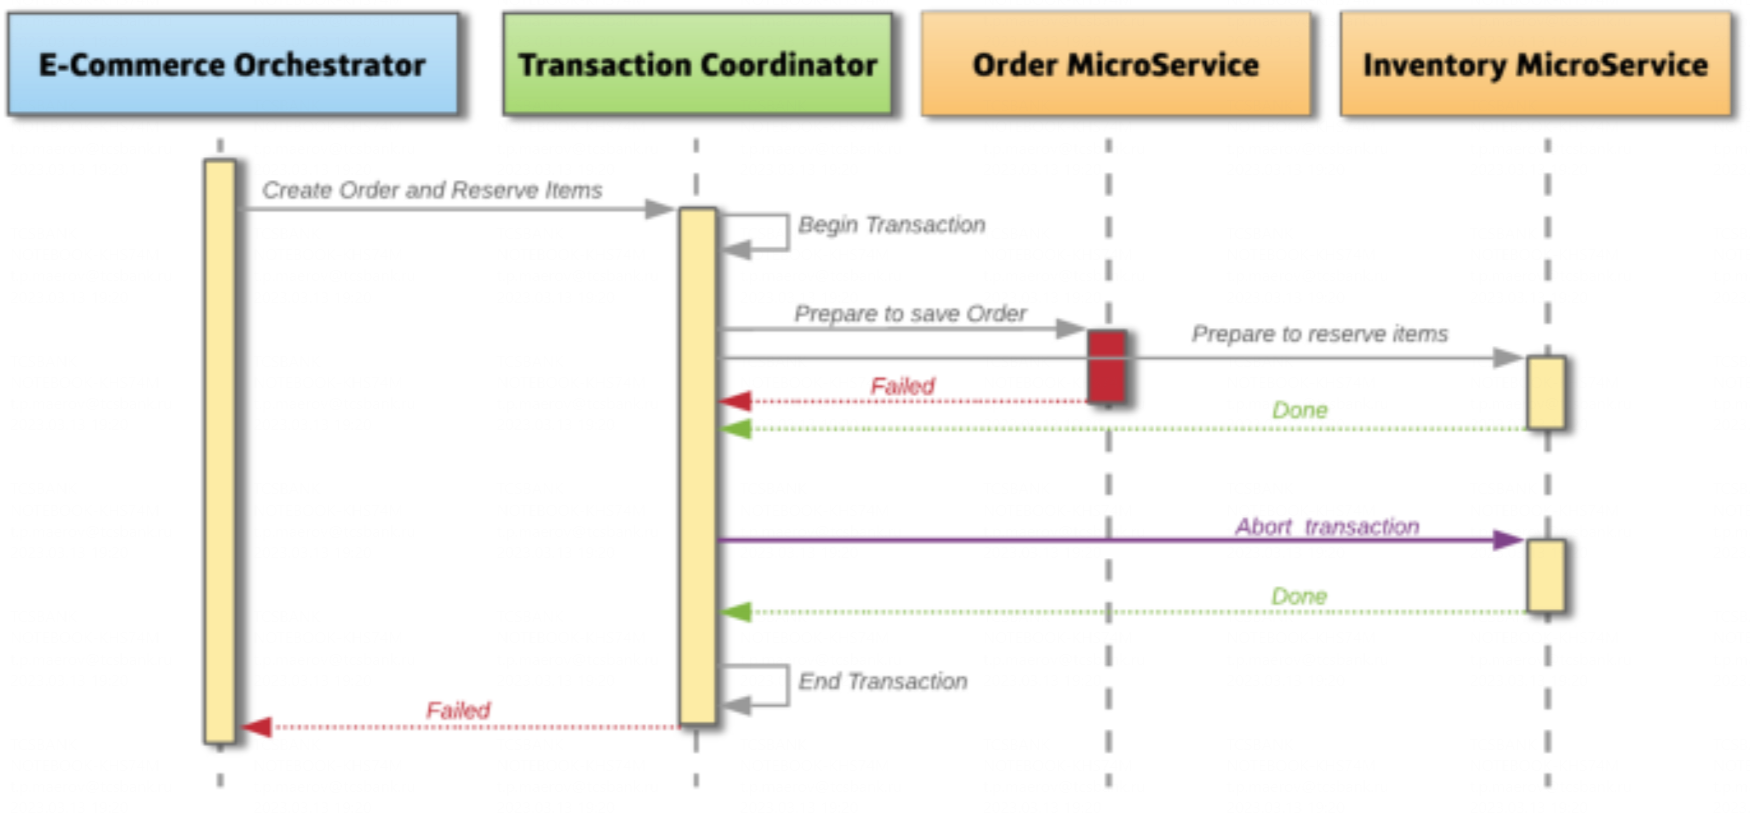 E-Commerce Orchestrator
Transaction Coordinator
Order MicroService
Inventory MicroService
Create Order and Reserve Items
Begin Transaction
Prepare to save Order
Prepare to reserve items
Failed
Done
Abort transaction
Done
End Transaction
Failed